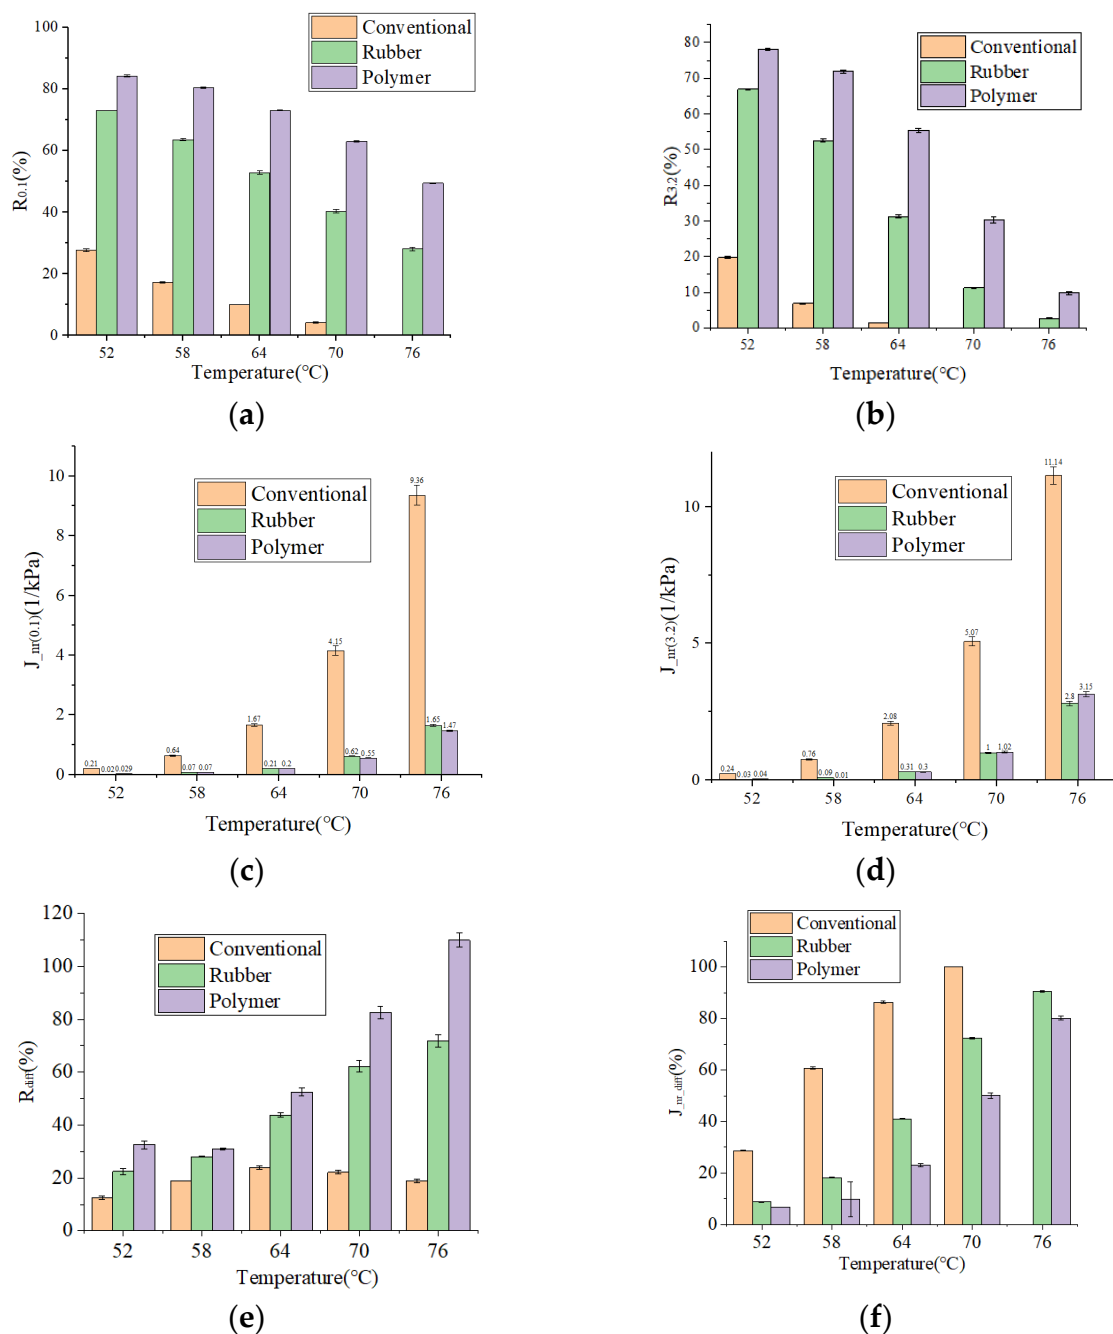 Conventional
Rubber
Polymer
100
80
60
40
20
0
R0.1(%)
52 58 64 70 76
Temperature(°C)
(a)
Conventional
Rubber
Polymer
80
70
60
50
40
30
20
10
0
R3.2(%)
52 58 64 70 76
Temperature(°C)
(b)
Conventional
Rubber
Polymer
10
8
6
4
2
0
J_nr(0.1)(1/kPa)
0.21 0.02 0.029
0.64 0.07 0.07
1.67 0.21 0.2
4.15 0.62 0.55
9.36 1.65 1.47
52 58 64 70 76
Temperature(°C)
(c)
Conventional
Rubber
Polymer
10
5
0
J_nr(3.2)(1/kPa)
0.24 0.03 0.04
0.76 0.09 0.01
2.08 0.31 0.3
5.07 1 1.02
11.14 2.8 3.15
52 58 64 70 76
Temperature(°C)
(d)
Conventional
Rubber
Polymer
120
100
80
60
40
20
0
Rdiff(%)
52 58 64 70 76
Temperature(°C)
(e)
Conventional
Rubber
Polymer
100
80
60
40
20
0
J_nr_diff(%)
52 58 64 70 76
Temperature(°C)
(f)